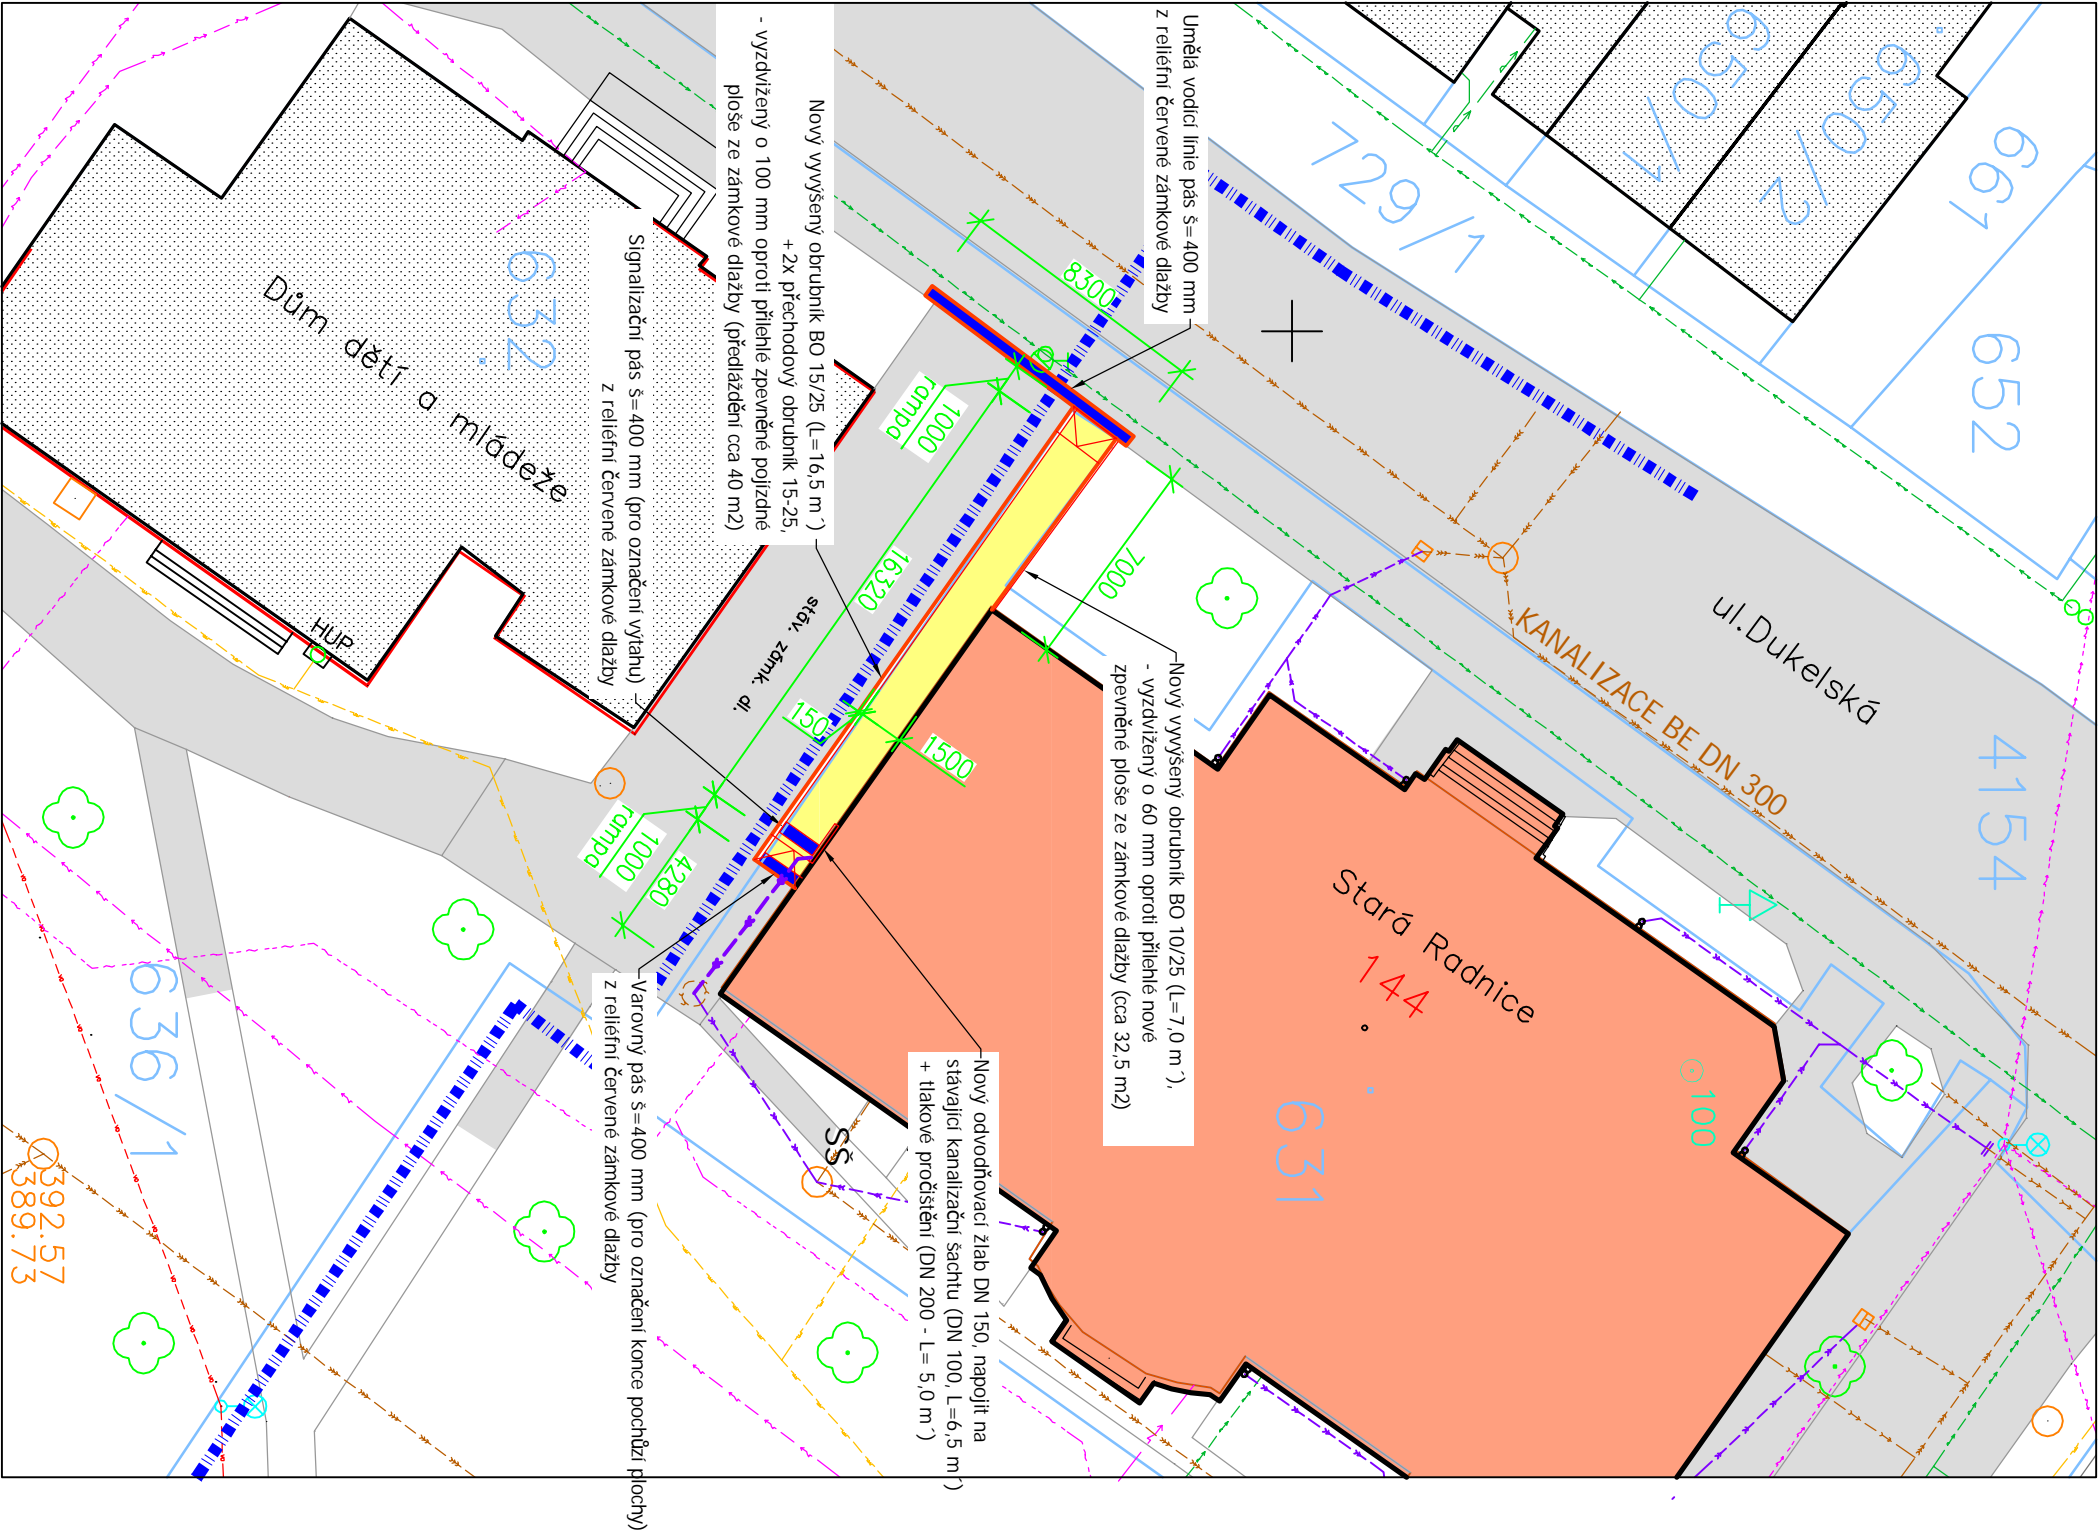 Umělá vodící línie pás š=400 mm
z reliéfní červené zámkové dlažby
Nový vyvýšený obrubník BO 15/25 (L=16,5 m´)
+ 2x přechodový obrubník 15-25,
- vyzdvižený o 100 mm oproti přilehlé zpevněné pojízdné
ploše ze zámkové dlažby (předláždění cca 40 m2)
Signalizační pás š=400 mm (pro označení výtahu)
z reliéfní červené zámkové dlažby
Nový vyvýšený obrubník BO 10/25 (L=7,0 m´),
- vyzdvižený o 60 mm oproti přilehlé nové
zpevněné ploše ze zámkové dlažby (cca 32,5 m2)
Nový odvodňovací žlab DN 150, napojit na
stávající kanalizační šachtu (DN 100, L=6,5 m´)
+ tlakové pročištění (DN 200 - L= 5,0 m´)
Varovný pás š=400 mm (pro označení konce pochůzí plochy)
z reliéfní červené zámkové dlažby
650/1
650/2
661
652
729/1
4154
632
631
636/1
Dům dětí a mládeže
HUP
stáv. zámk. dl.
ul.Dukelská
KANALIZACE BE DN 300
Stará Radnice
144
100
SŠ
8300
1000
rampa
16320
7000
150
1500
1000
rampa
4280
392.57
389.73